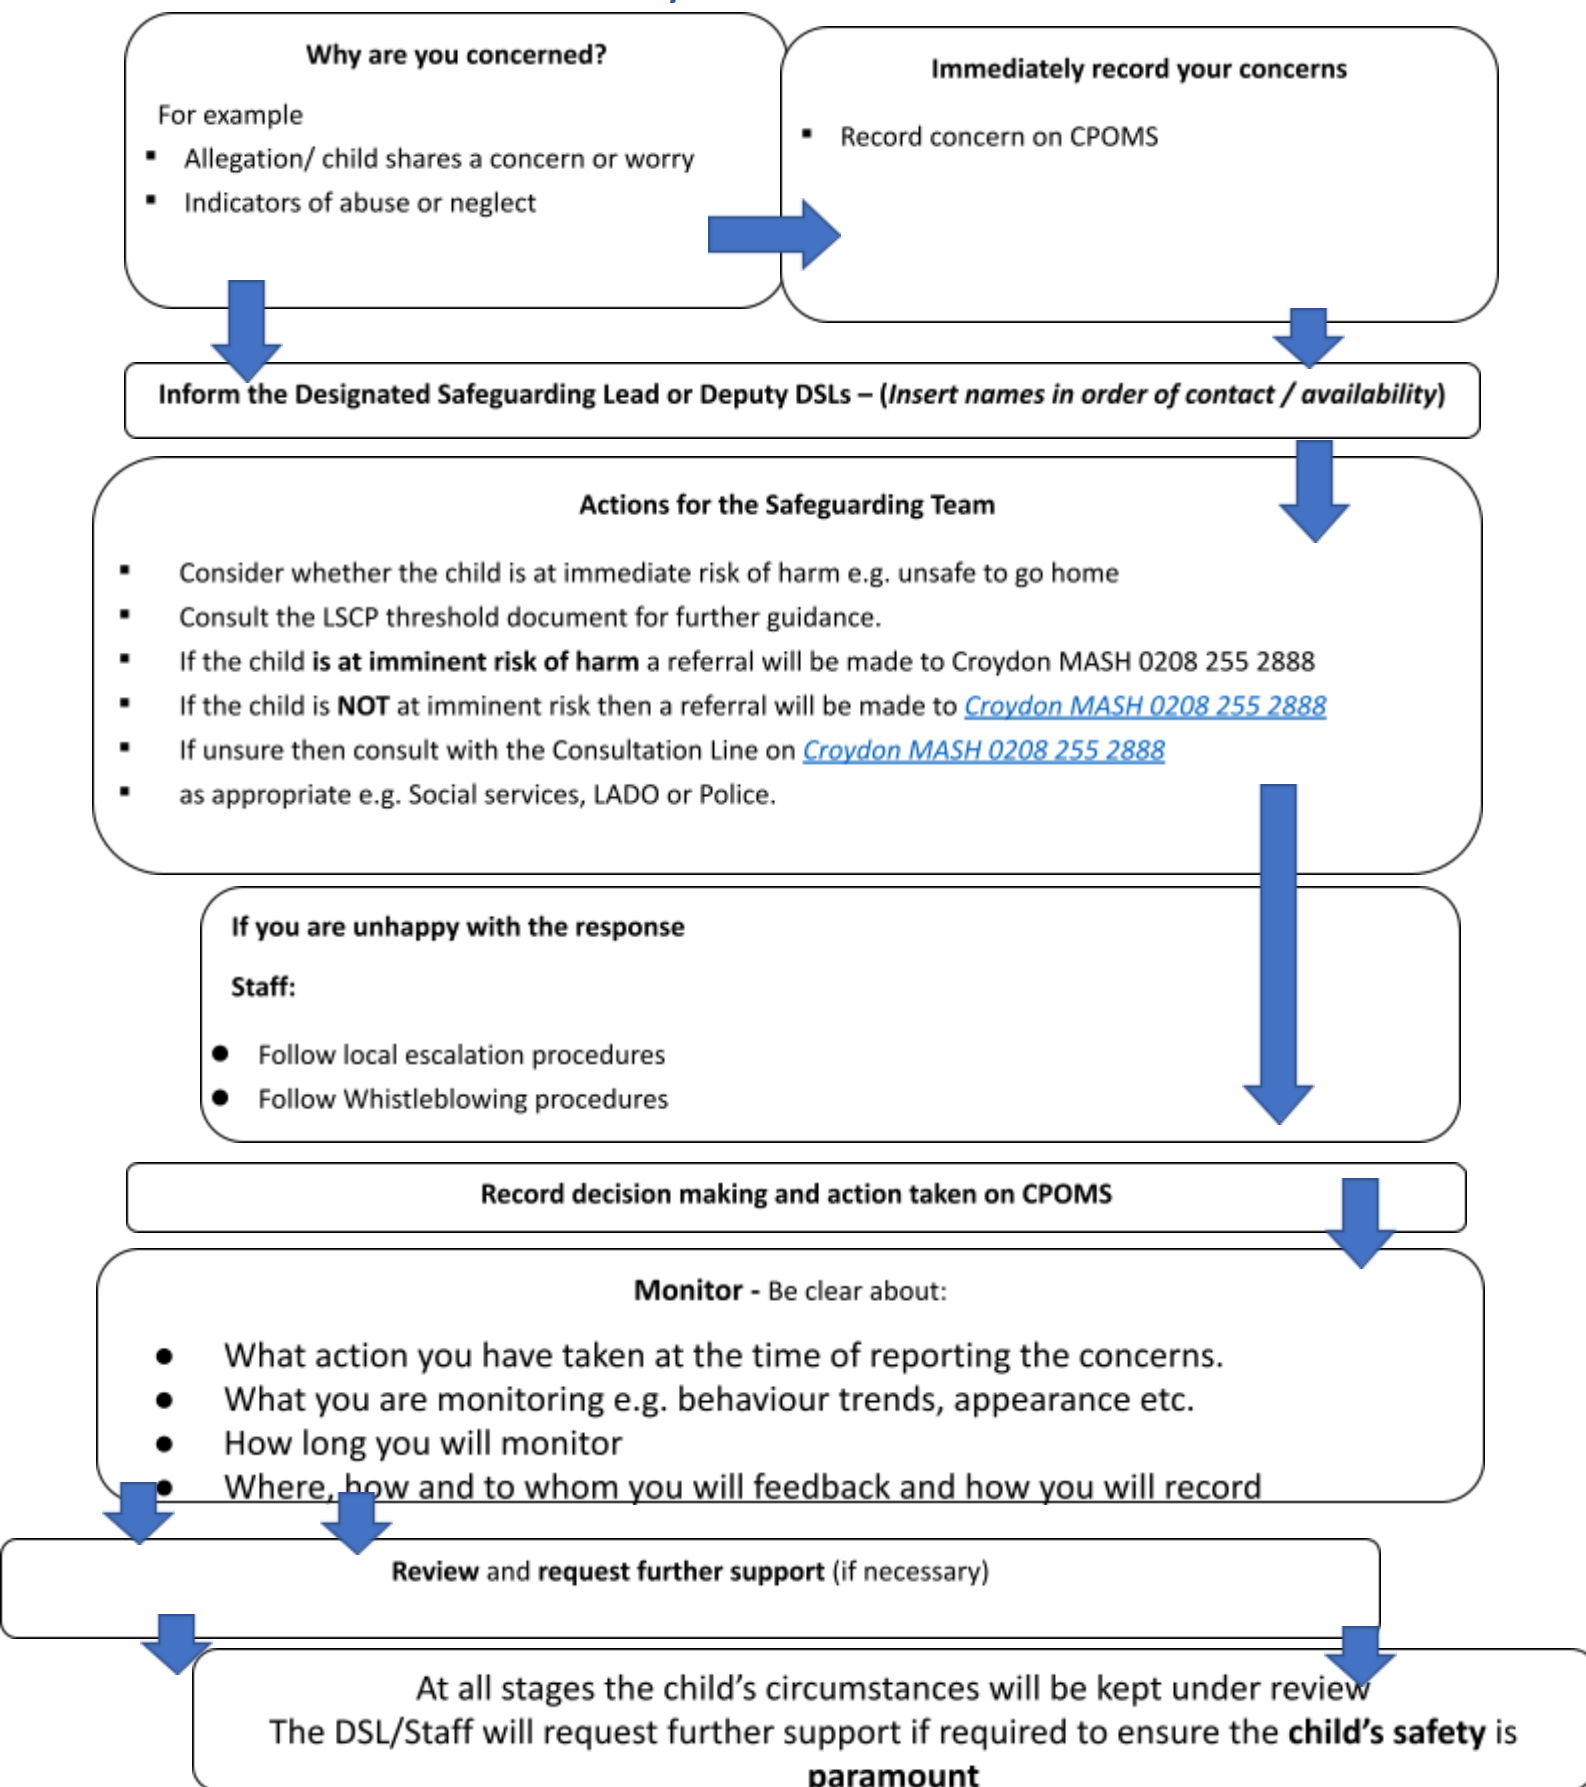 Why are you concerned?
For example
▪ Allegation/ child shares a concern or worry
▪ Indicators of abuse or neglect
Immediately record your concerns
▪ Record concern on CPOMS
Inform the Designated Safeguarding Lead or Deputy DSLs – (Insert names in order of contact / availability)
Actions for the Safeguarding Team
▪ Consider whether the child is at immediate risk of harm e.g. unsafe to go home
▪ Consult the LSCP threshold document for further guidance.
▪ If the child is at imminent risk of harm a referral will be made to Croydon MASH 0208 255 2888
▪ If the child is NOT at imminent risk then a referral will be made to Croydon MASH 0208 255 2888
▪ If unsure then consult with the Consultation Line on Croydon MASH 0208 255 2888
▪ as appropriate e.g. Social services, LADO or Police.
If you are unhappy with the response
Staff:
● Follow local escalation procedures
● Follow Whistleblowing procedures
Record decision making and action taken on CPOMS
Monitor - Be clear about:
● What action you have taken at the time of reporting the concerns.
● What you are monitoring e.g. behaviour trends, appearance etc.
● How long you will monitor
● Where, how and to whom you will feedback and how you will record
Review and request further support (if necessary)
At all stages the child’s circumstances will be kept under review
The DSL/Staff will request further support if required to ensure the child’s safety is
paramount